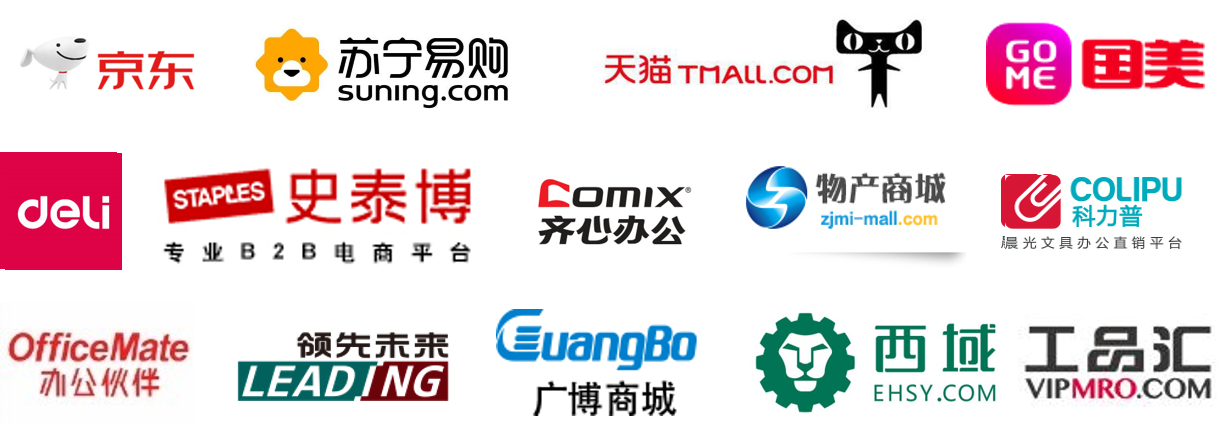 京东
苏宁易购
suning.com
天猫 TMALL.COM
GO
ME
国美
deli
STAPLES 史泰博
专业B2B电商平台
COMIX®
齐心办公
物产商城
zjmi-mall.com
COLIPU
科力普
晨光文具办公直销平台
OfficeMate
办公伙伴
领先未来
LEADING
GuangBo
广博商城
西域
EHSY.COM
工品汇
VIPMRO.COM